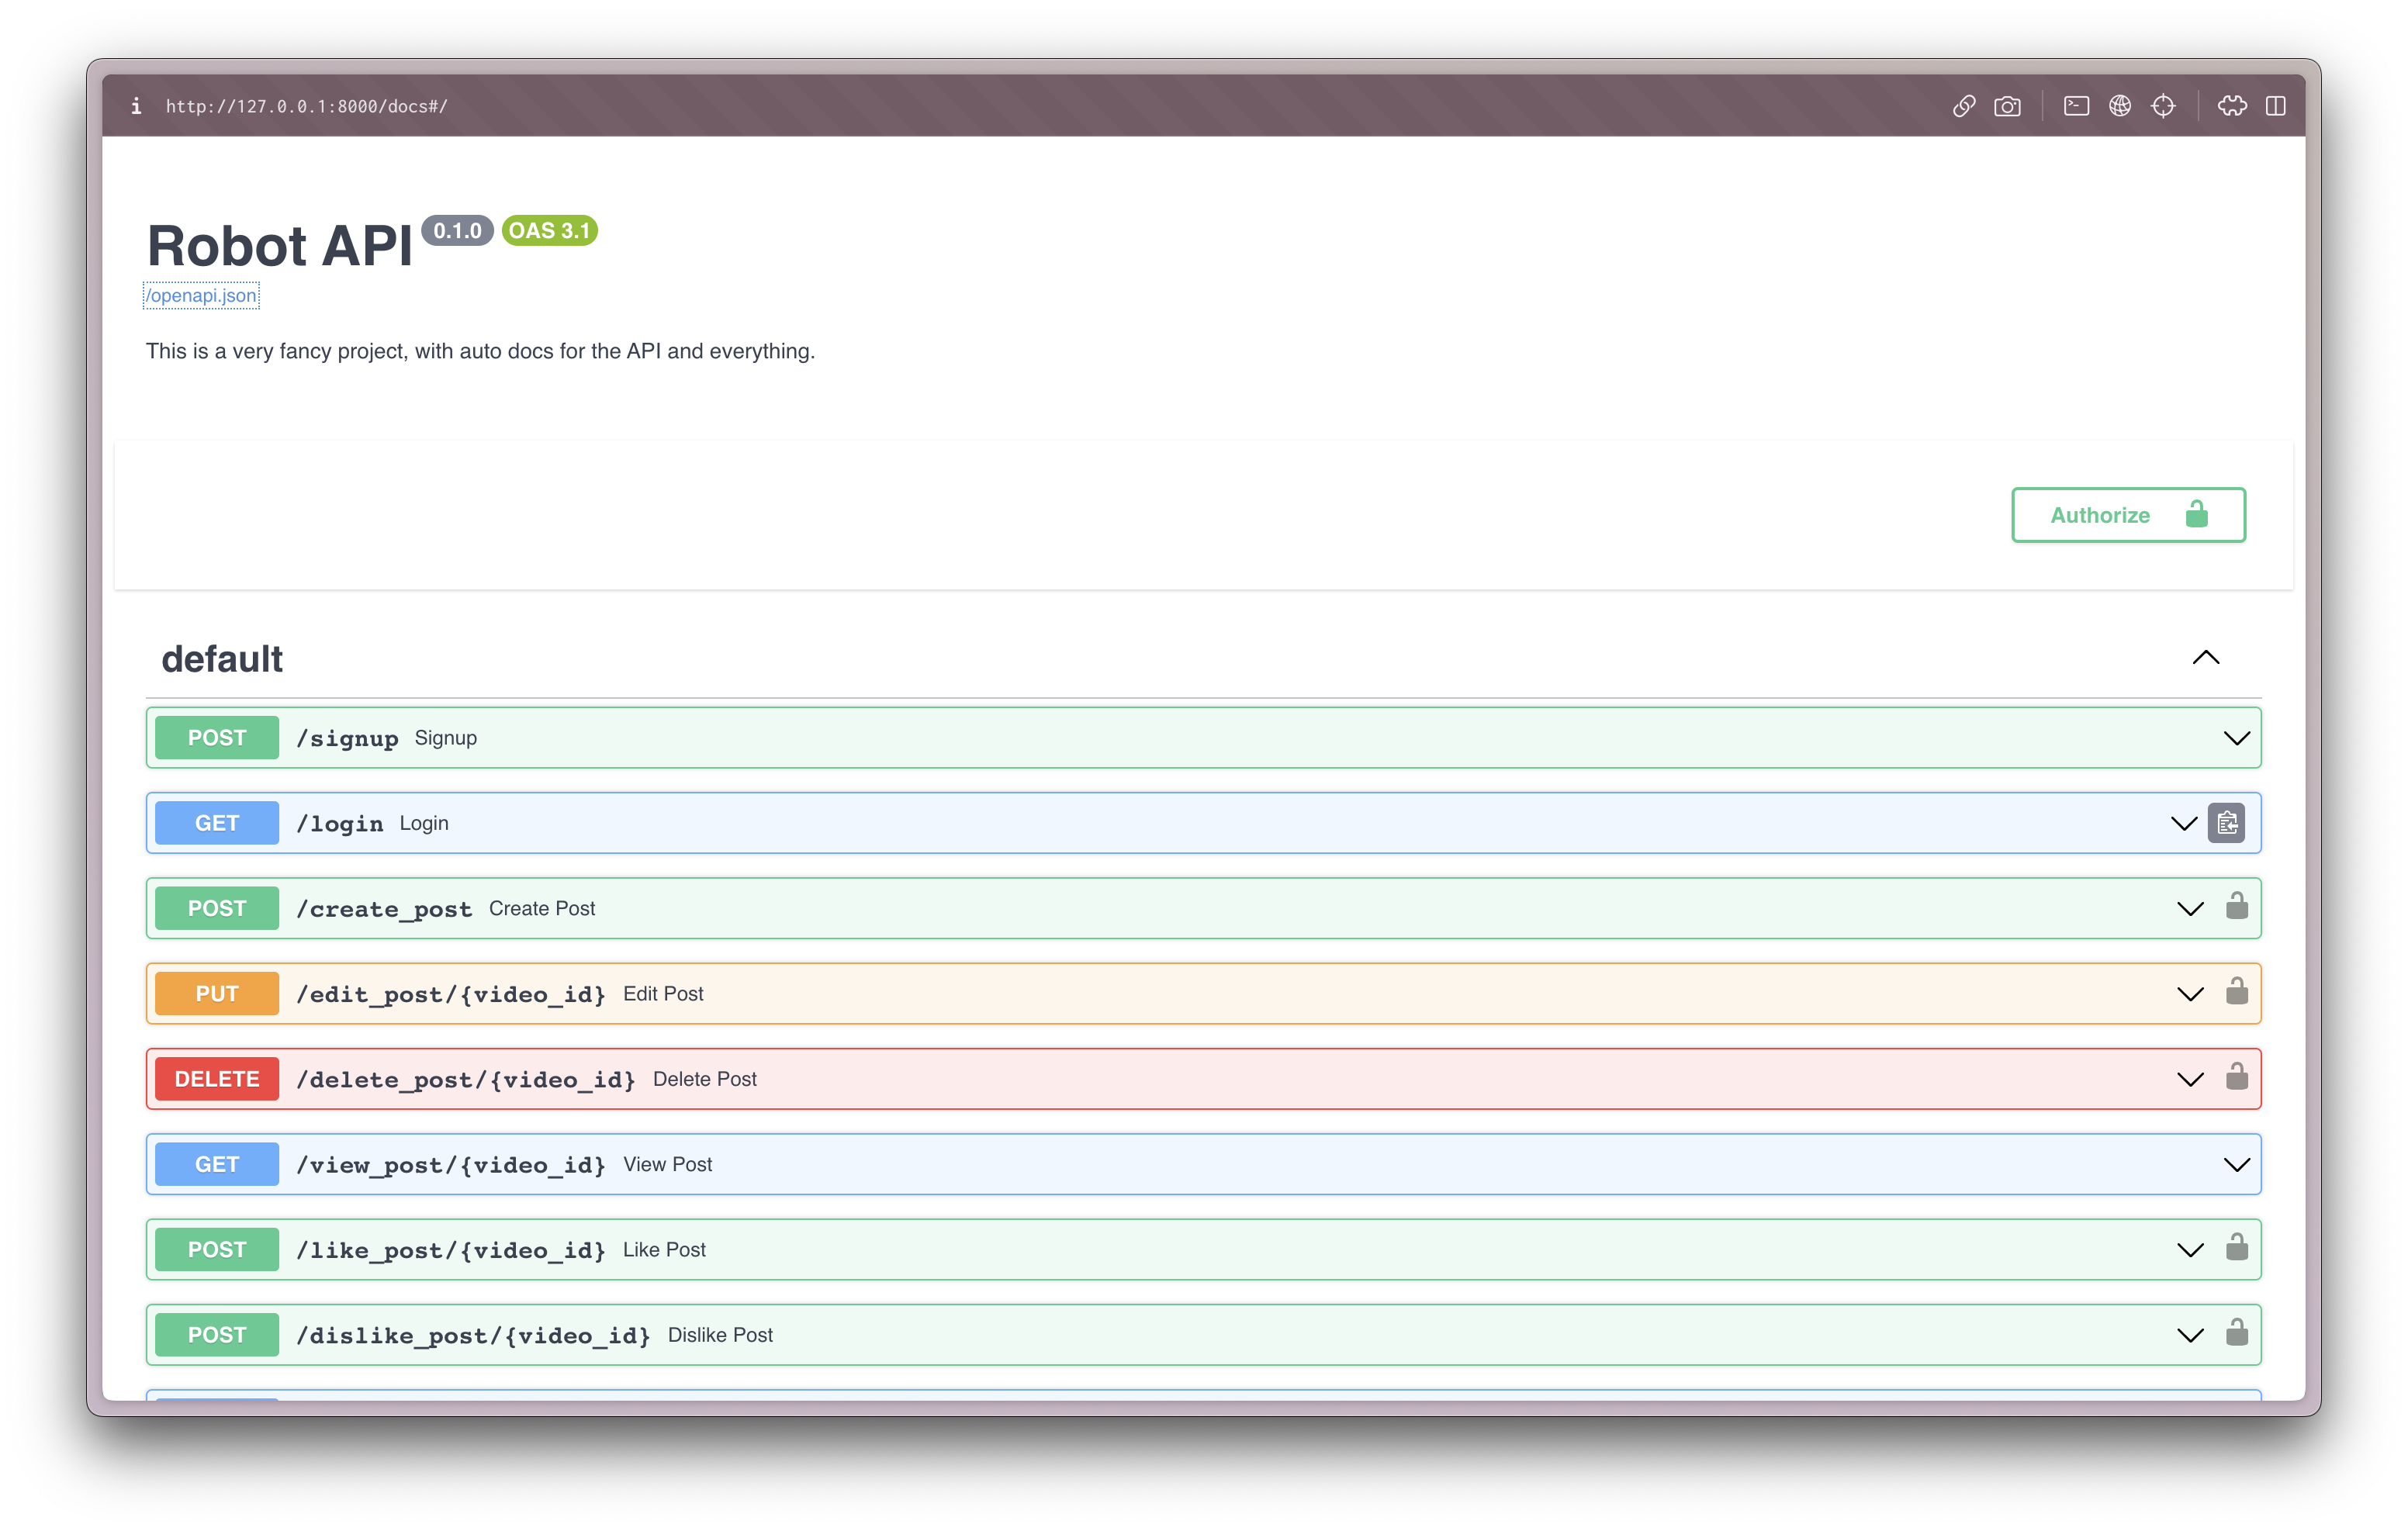 i http://127.0.0.1:8000/docs#/
Robot API 0.1.0 OAS 3.1
/openapi.json
This is a very fancy project, with auto docs for the API and everything.
Authorize
default
POST /signup Signup
GET /login Login
POST /create_post Create Post
PUT /edit_post/{video_id} Edit Post
DELETE /delete_post/{video_id} Delete Post
GET /view_post/{video_id} View Post
POST /like_post/{video_id} Like Post
POST /dislike_post/{video_id} Dislike Post